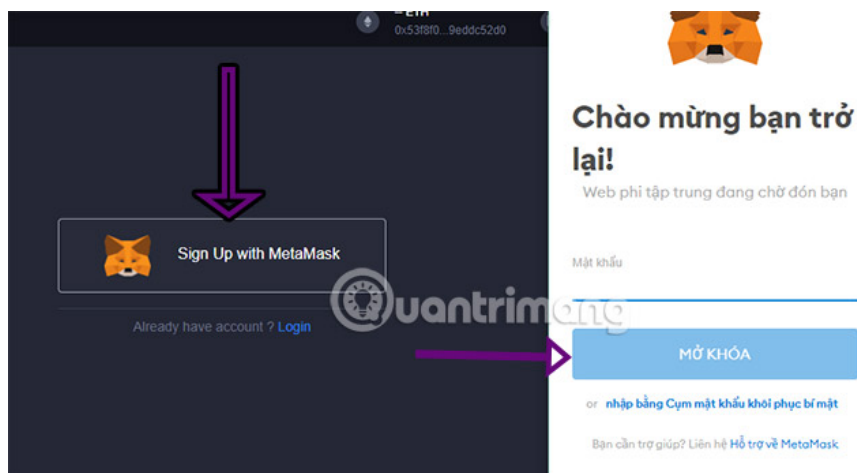 ETH
0x53f8f0...9eddc52d0
Sign Up with MetaMask
Already have account ? Login
Quantrimang
Chào mừng bạn trở
lại!
Web phi tập trung đang chờ đón bạn
Mật khẩu
MỞ KHÓA
or nhập bằng Cụm mật khẩu khôi phục bí mật
Bạn cần trợ giúp? Liên hệ Hỗ trợ về MetaMask